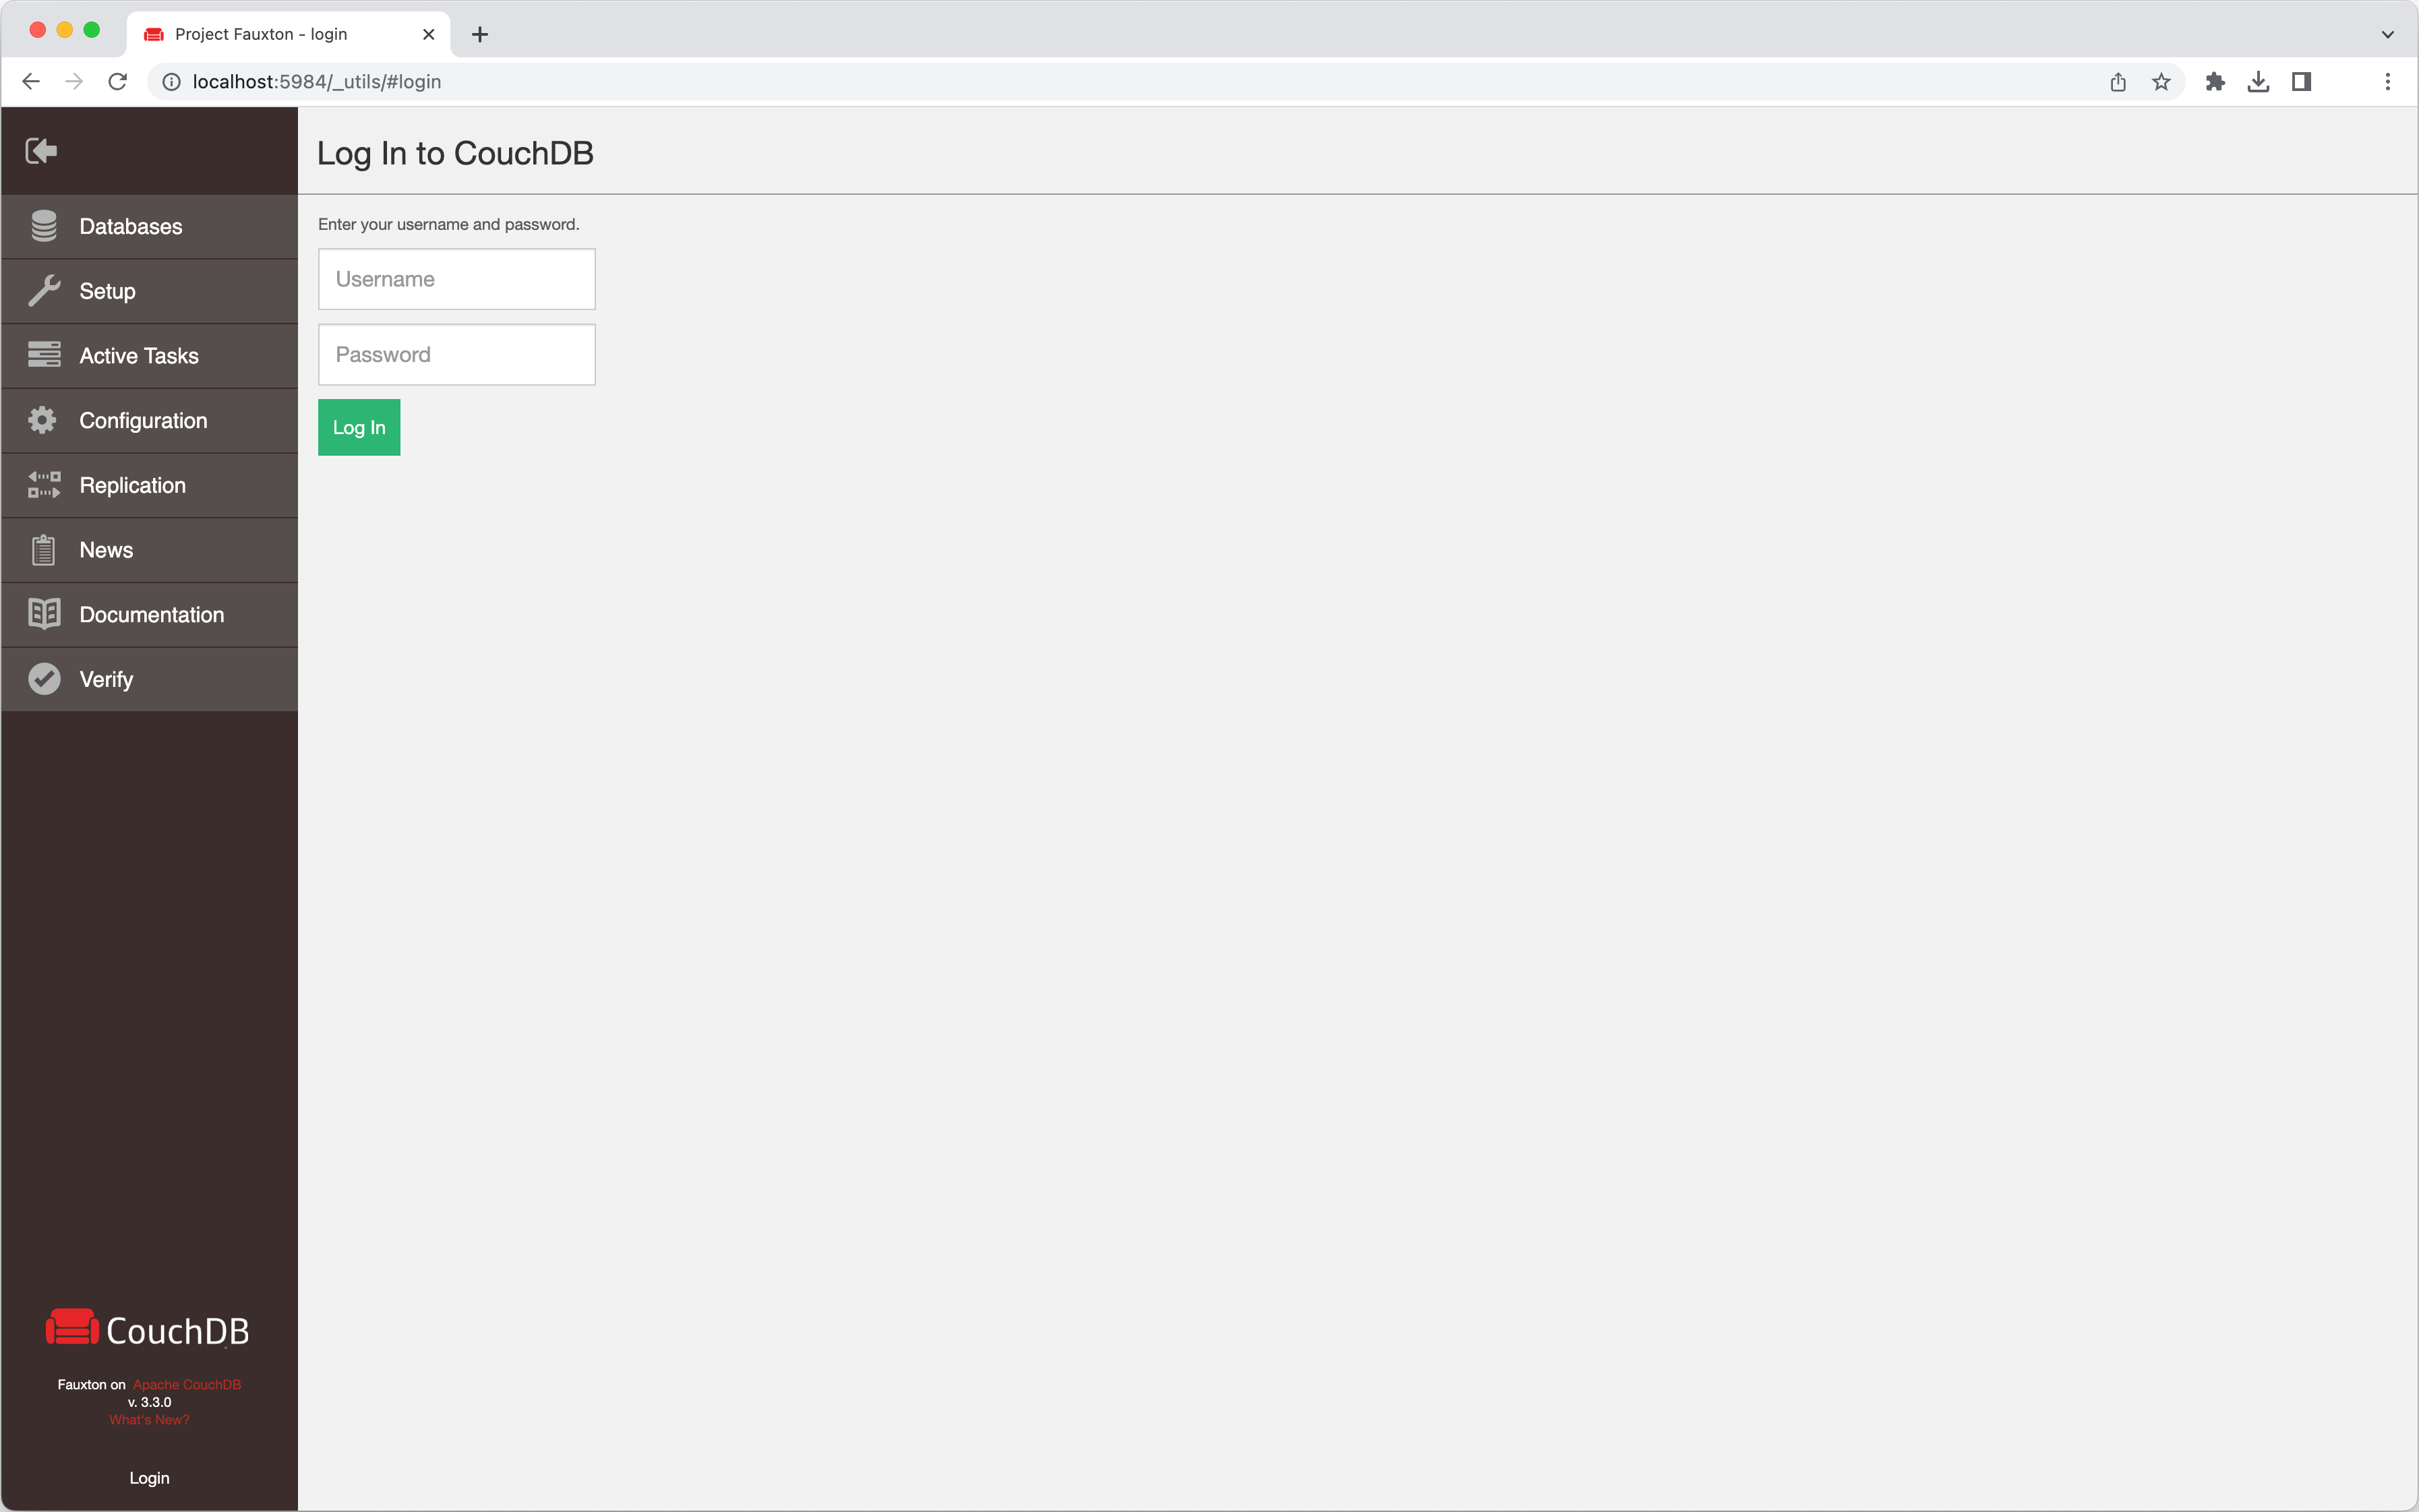 Project Fauxton - login
localhost:5984/_utils/#login
Log In to CouchDB
Databases
Setup
Active Tasks
Configuration
Replication
News
Documentation
Verify
Enter your username and password.
Username
Password
Log In
CouchDB
Fauxton on Apache CouchDB
v. 3.3.0
What's New?
Login